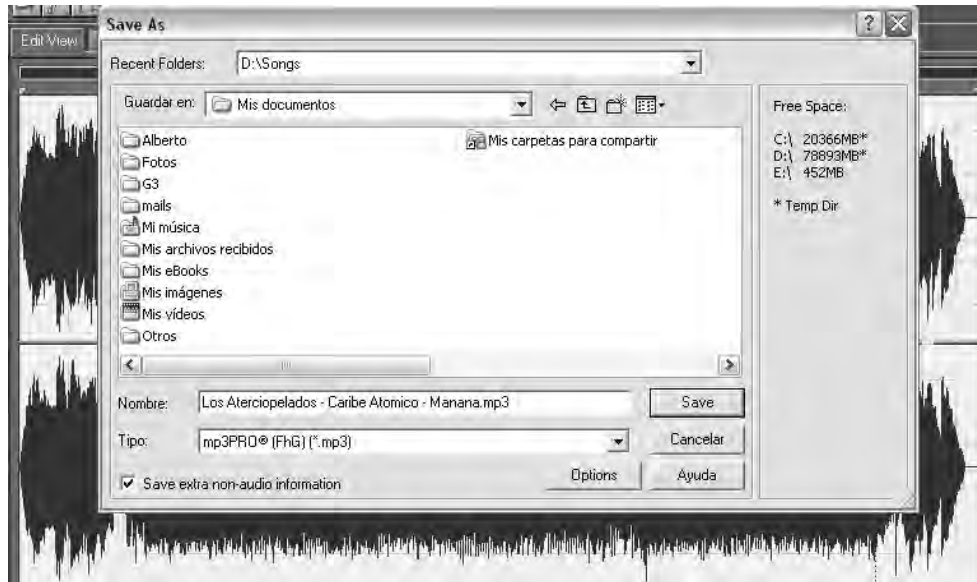 Save As
Edit View
Recent Folders: D:\Songs
Guardar en: Mis documentos
Free Space:
Alberto
Mis carpetas para compartir
C:\ 20366MB*
Fotos
D:\ 78893MB*
G3
E:\ 452MB
mails
* Temp Dir
Mi música
Mis archivos recibidos
Mis eBooks
Mis imágenes
Mis vídeos
Otros
Nombre: Los Aterciopelados - Caribe Atomico - Manana.mp3
Save
Tipo: mp3PRO® (FhG) (*.mp3)
Cancelar
Save extra non-audio information
Options
Ayuda